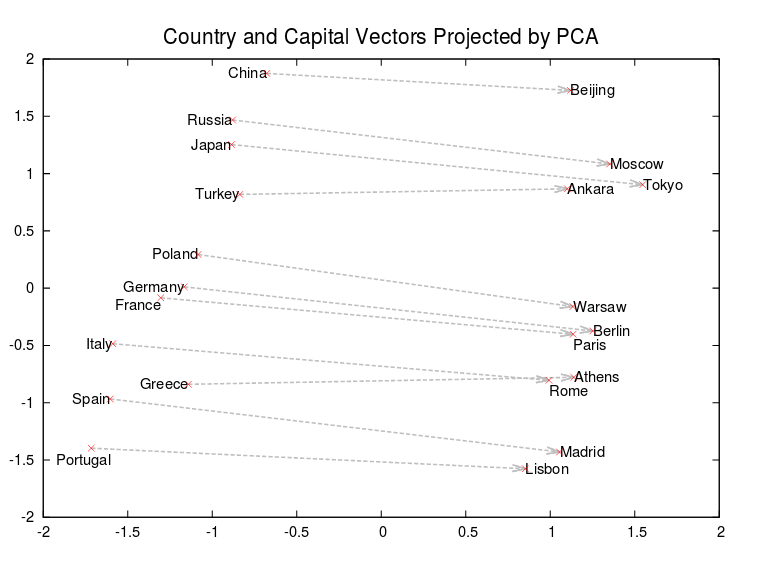 Country and Capital Vectors Projected by PCA
2
China
Beijing
1.5
Russia
Japan
Moscow
1
Tokyo
Turkey
Ankara
0.5
Poland
0
Germany
France
Warsaw
Berlin
-0.5
Italy
Paris
Greece
Athens
Rome
-1
Spain
Madrid
-1.5
Portugal
Lisbon
-2
-2 -1.5 -1 -0.5 0 0.5 1 1.5 2